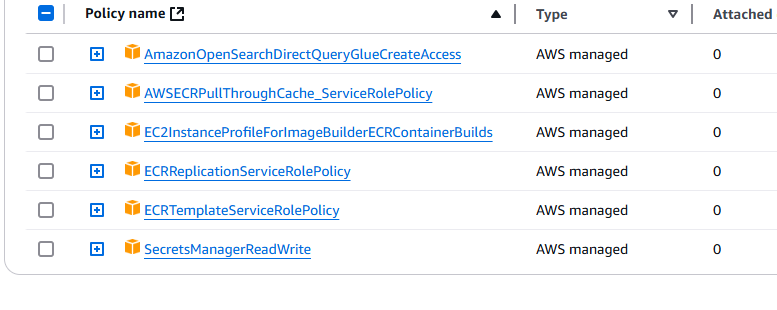 Policy name Type Attached
AmazonOpenSearchDirectQueryGlueCreateAccess AWS managed 0
AWSECRPullThroughCache_ServiceRolePolicy AWS managed 0
EC2InstanceProfileForImageBuilderECRContainerBuilds AWS managed 0
ECRReplicationServiceRolePolicy AWS managed 0
ECRTemplateServiceRolePolicy AWS managed 0
SecretsManagerReadWrite AWS managed 0